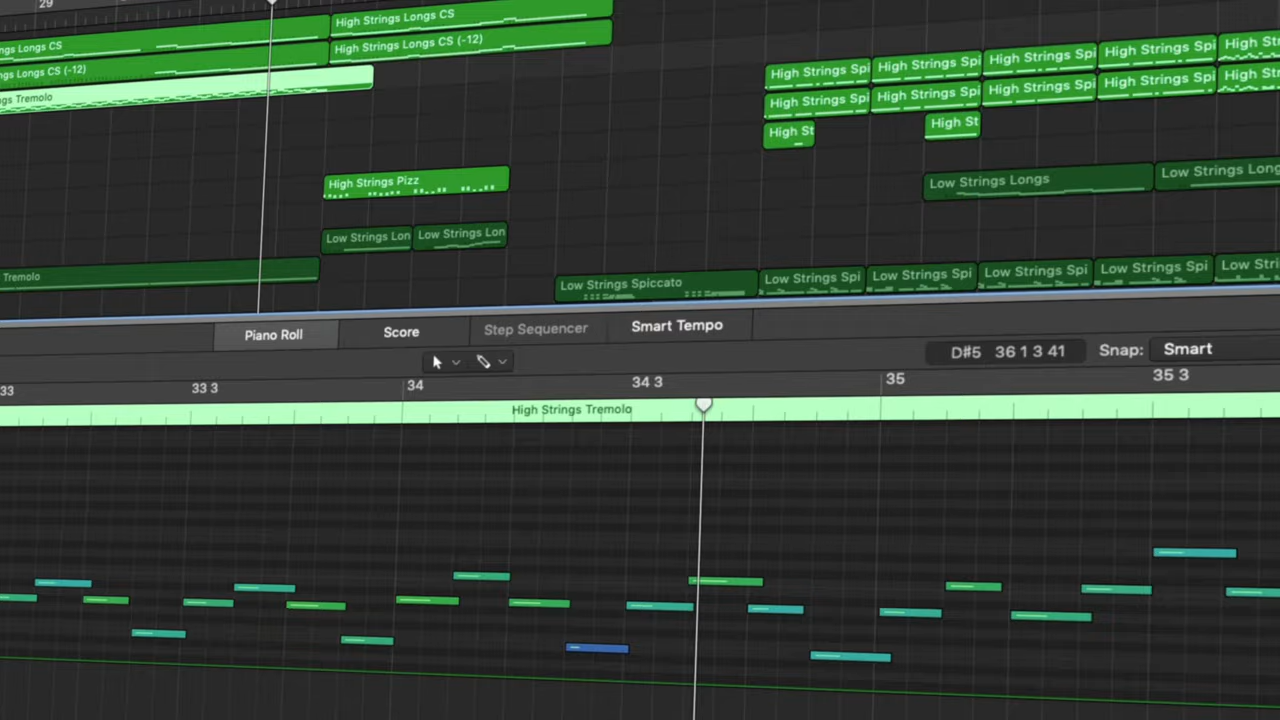 29
High Strings Longs CS
ngs Longs CS
High Strings Longs CS (-12)
ngs Longs CS (-12)
ngs Tremolo
High Strings Spi High Strings Spi High Strings Spi High Strings Spi High St
High Strings Spi High Strings Spi High Strings Spi High Strings Spi High St
High St High St
High Strings Pizz
Low Strings Longs Low Strings Long
Low Strings Lon Low Strings Lon
Tremolo
Low Strings Spiccato Low Strings Spi Low Strings Spi Low Strings Spi Low Strings Spi Low Stri
Piano Roll Score Step Sequencer Smart Tempo
D#5 36 1 3 41 Snap: Smart
33 33 3 34 34 3 35 35 3
High Strings Tremolo